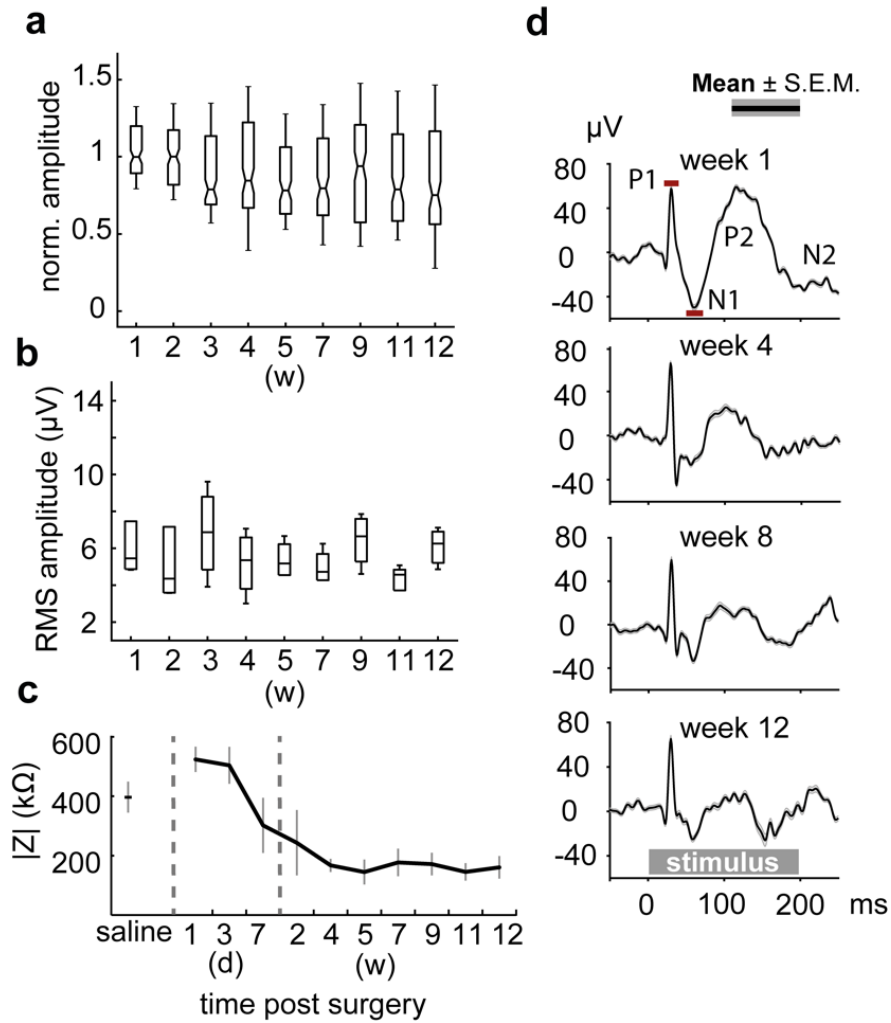 a
norm. amplitude
1.5
1
0.5
0
1 2 3 4 5 7 9 11 12
(w)
b
RMS amplitude (µV)
14
10
6
2
1 2 3 4 5 7 9 11 12
(w)
c
|Z| (kΩ)
600
400
200
saline 1 3 7 2 4 5 7 9 11 12
(d) (w)
time post surgery
d
Mean ± S.E.M.
µV
week 1
80
40
0
-40
P1
N1
P2
N2
week 4
80
40
0
-40
week 8
80
40
0
-40
week 12
80
40
0
-40
stimulus
0 100 200 ms